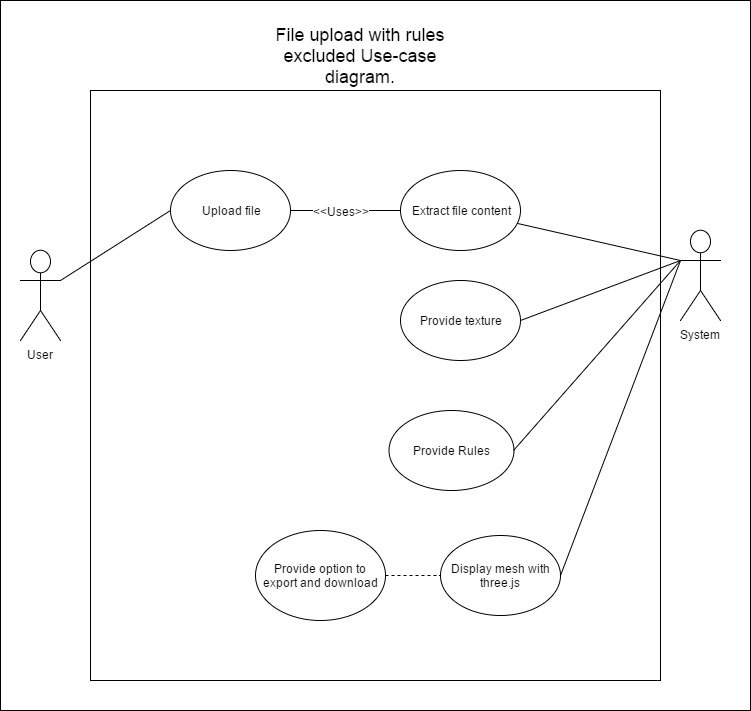 File upload with rules
excluded Use-case
diagram.
Upload file
<<Uses>>
Extract file content
User
Provide texture
System
Provide Rules
Provide option to
export and download
Display mesh with
three.js